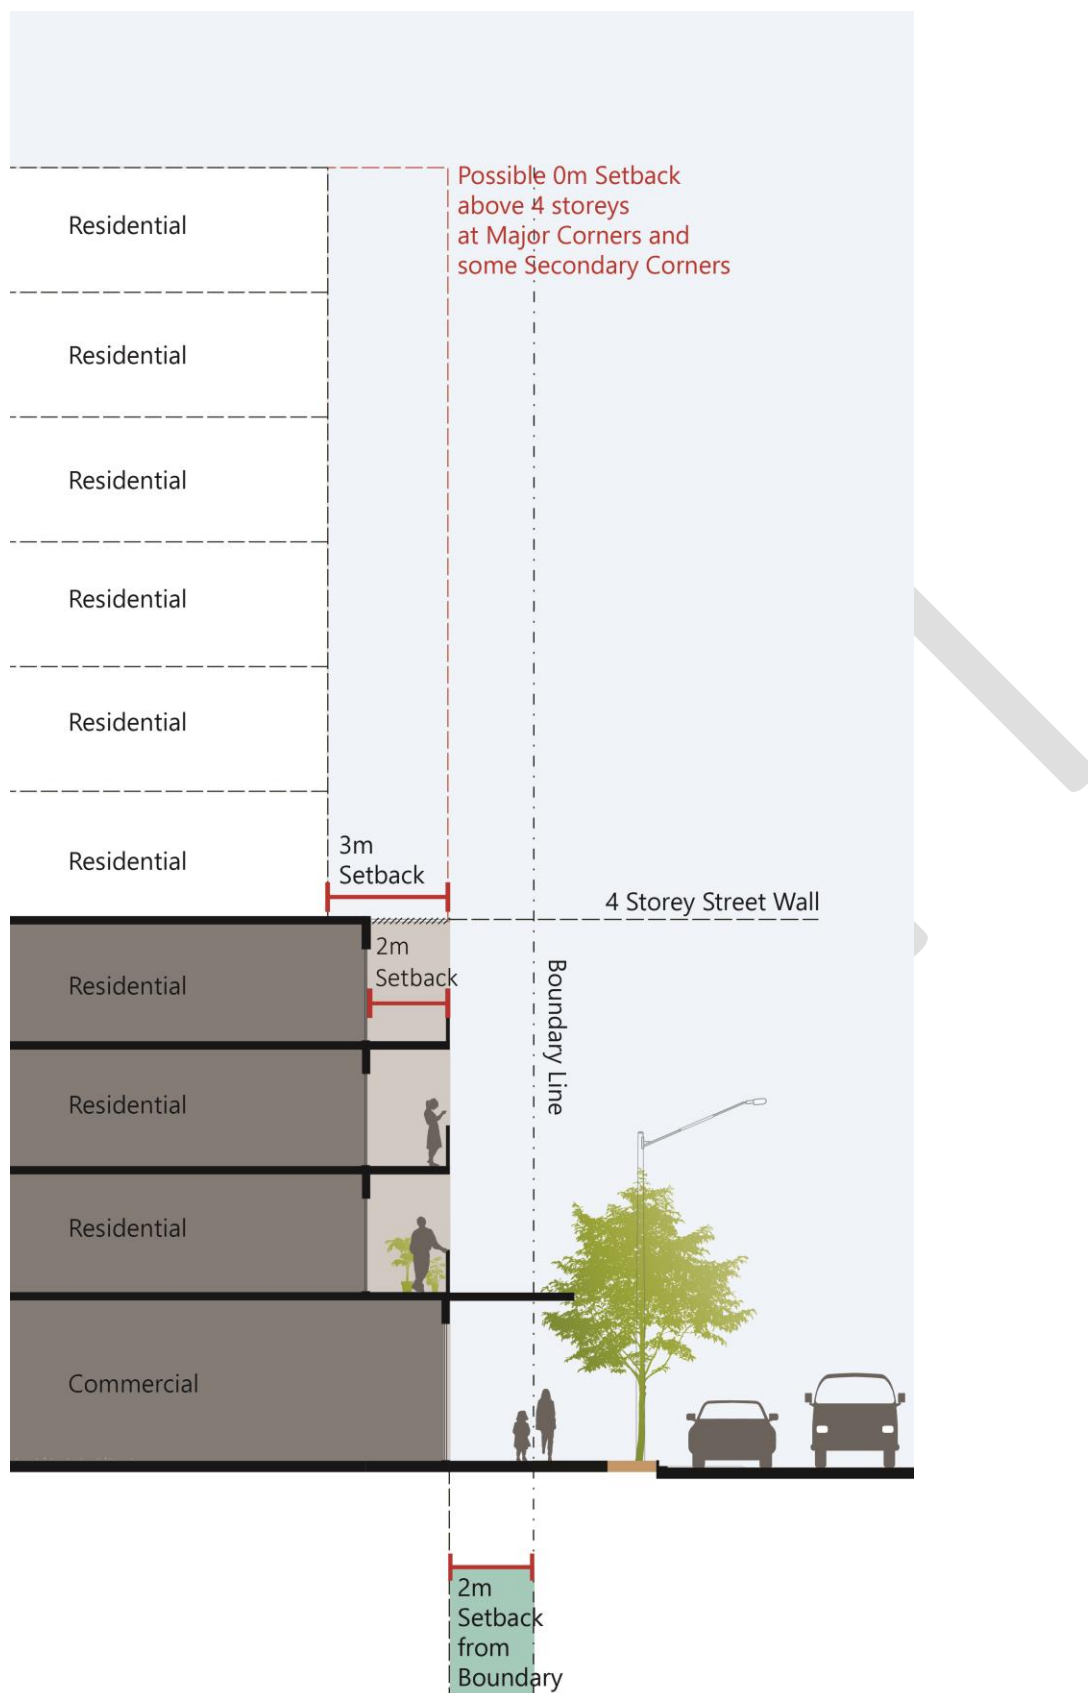 Possible 0m Setback
above 4 storeys
at Major Corners and
some Secondary Corners
Residential
Residential
Residential
Residential
Residential
3m
Setback
Residential
4 Storey Street Wall
2m
Setback
Residential
Boundary Line
Residential
Residential
Commercial
2m
Setback
from
Boundary